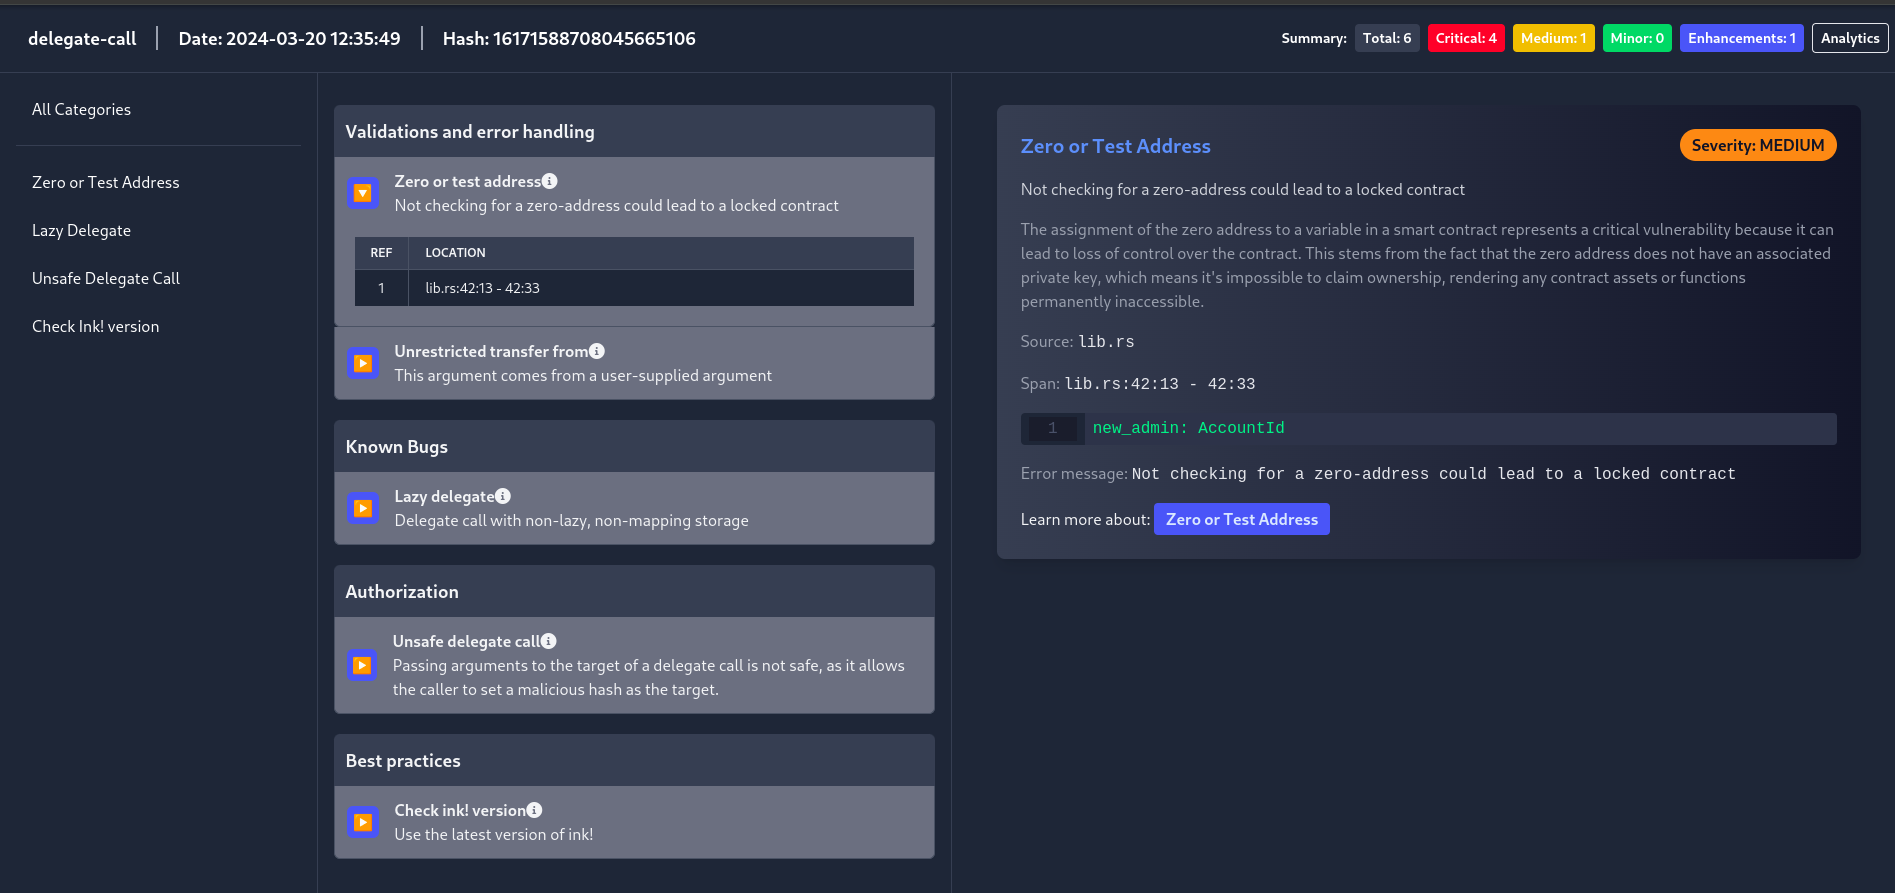 delegate-call
Date: 2024-03-20 12:35:49
Hash: 16171588708045665106
Summary:
Total: 6
Critical: 4
Medium: 1
Minor: 0
Enhancements: 1
Analytics
All Categories
Zero or Test Address
Lazy Delegate
Unsafe Delegate Call
Check Ink! version
Validations and error handling
Zero or test address
Not checking for a zero-address could lead to a locked contract
REF LOCATION
1 lib.rs:42:13 - 42:33
Unrestricted transfer from
This argument comes from a user-supplied argument
Known Bugs
Lazy delegate
Delegate call with non-lazy, non-mapping storage
Authorization
Unsafe delegate call
Passing arguments to the target of a delegate call is not safe, as it allows
the caller to set a malicious hash as the target.
Best practices
Check ink! version
Use the latest version of ink!
Zero or Test Address
Severity: MEDIUM
Not checking for a zero-address could lead to a locked contract
The assignment of the zero address to a variable in a smart contract represents a critical vulnerability because it can
lead to loss of control over the contract. This stems from the fact that the zero address does not have an associated
private key, which means it's impossible to claim ownership, rendering any contract assets or functions
permanently inaccessible.
Source: lib.rs
Span: lib.rs:42:13 - 42:33
1 new_admin: AccountId
Error message: Not checking for a zero-address could lead to a locked contract
Learn more about: Zero or Test Address